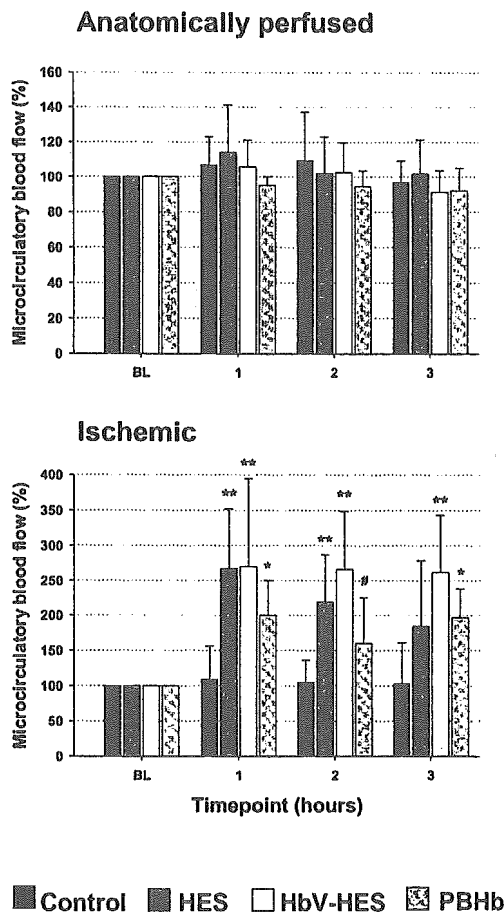 Anatomically perfused
Microcirculatory blood flow (%)
160
140
120
100
80
60
40
20
0
BL 1 2 3
Ischemic
Microcirculatory blood flow (%)
400
350
300
250
200
150
100
50
0
** ** * ** ** # ** *
BL 1 2 3
Timepoint (hours)
Control HES HbV-HES PBHb